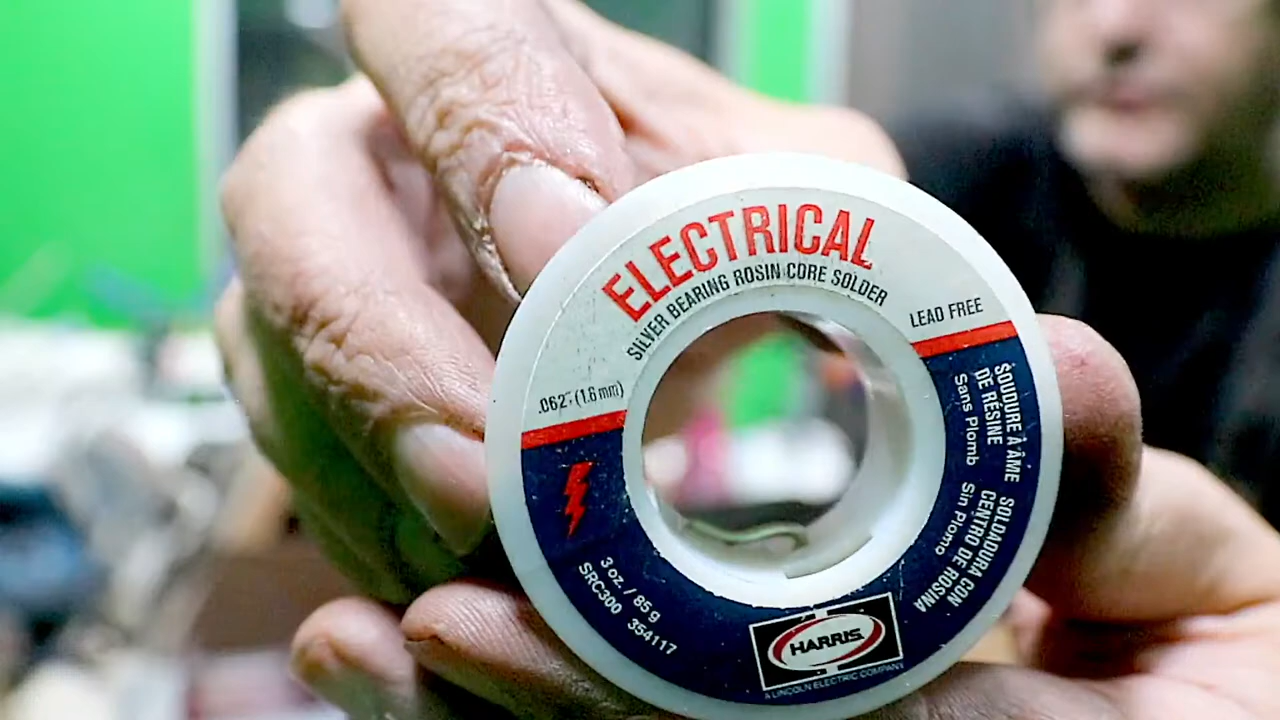 ELECTRICAL
SILVER BEARING ROSIN CORE SOLDER
LEAD FREE
.062" (1.6 mm)
SOUDURE À ÂME
DE RÉSINE
Sans Plomb
SOLDADURA CON
CENTRO DE ROSINA
Sin Plomo
3 oz. / 85 g
SRC300 354117
HARRIS
A LINCOLN ELECTRIC COMPANY